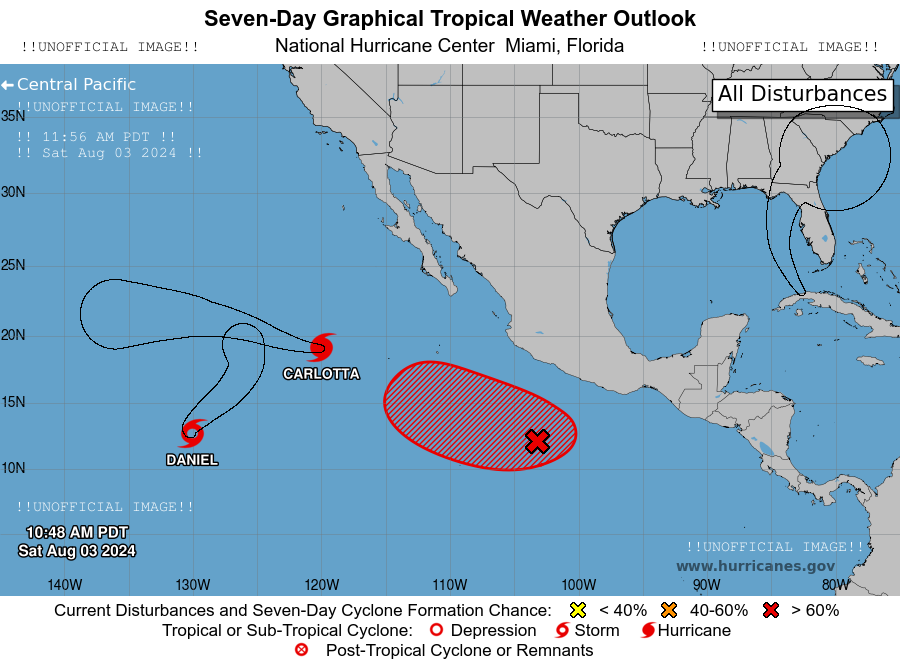 Seven-Day Graphical Tropical Weather Outlook
!!UNOFFICIAL IMAGE!! National Hurricane Center Miami, Florida !!UNOFFICIAL IMAGE!!
Central Pacific
All Disturbances
!!UNOFFICIAL IMAGE!!
35N
!! 11:56 AM PDT !!
!! Sat Aug 03 2024 !!
30N
25N
20N
CARLOTTA
15N
DANIEL
10N
!!UNOFFICIAL IMAGE!!
10:48 AM PDT
Sat Aug 03 2024
!!UNOFFICIAL IMAGE!!
www.hurricanes.gov
140W 130W 120W 110W 100W 90W 80W
Current Disturbances and Seven-Day Cyclone Formation Chance: < 40% 40-60% > 60%
Tropical or Sub-Tropical Cyclone: Depression Storm Hurricane
Post-Tropical Cyclone or Remnants